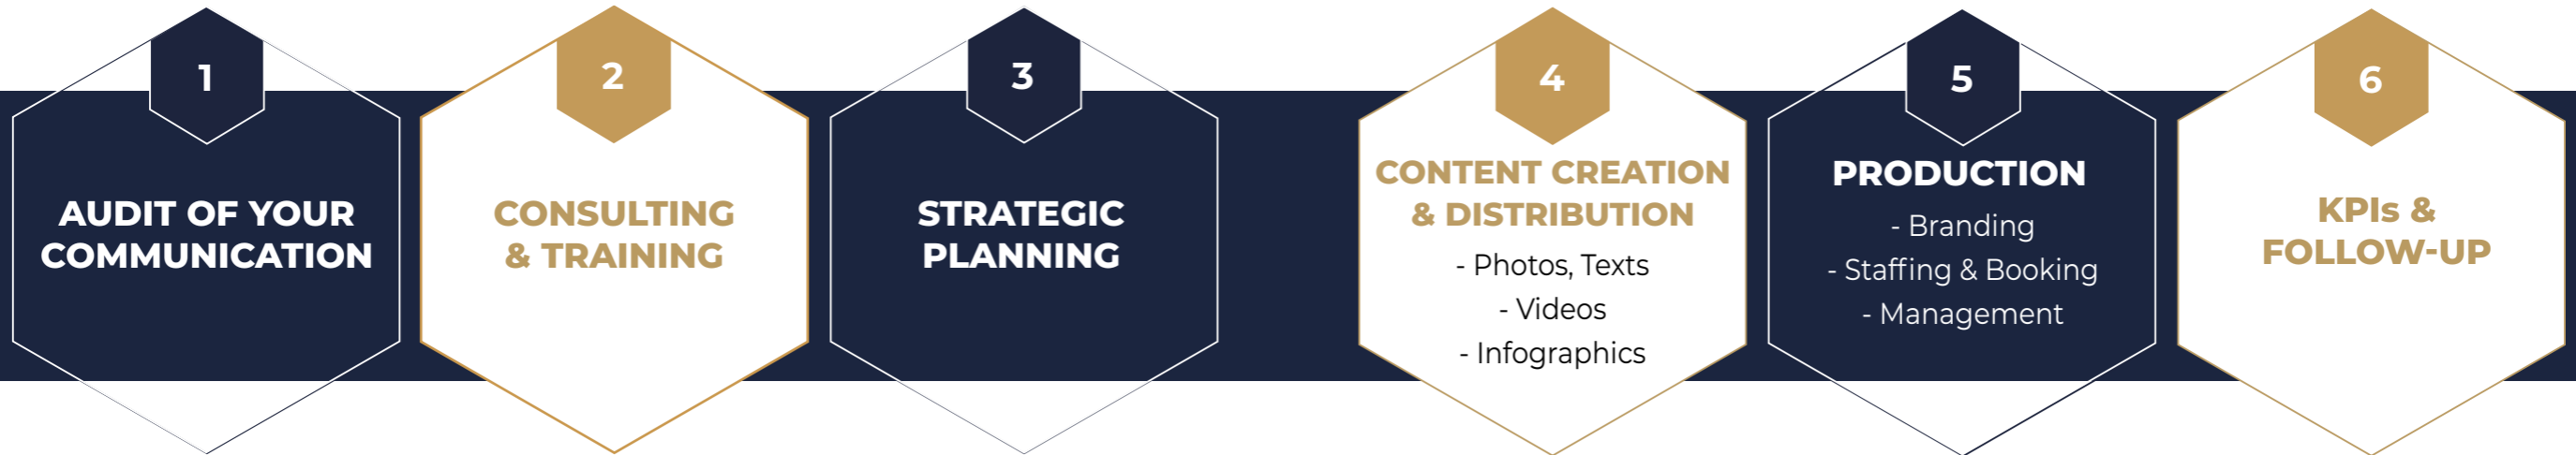 1
AUDIT OF YOUR
COMMUNICATION
2
CONSULTING
& TRAINING
3
STRATEGIC
PLANNING
4
CONTENT CREATION
& DISTRIBUTION
- Photos, Texts
- Videos
- Infographics
5
PRODUCTION
- Branding
- Staffing & Booking
- Management
6
KPIs &
FOLLOW-UP